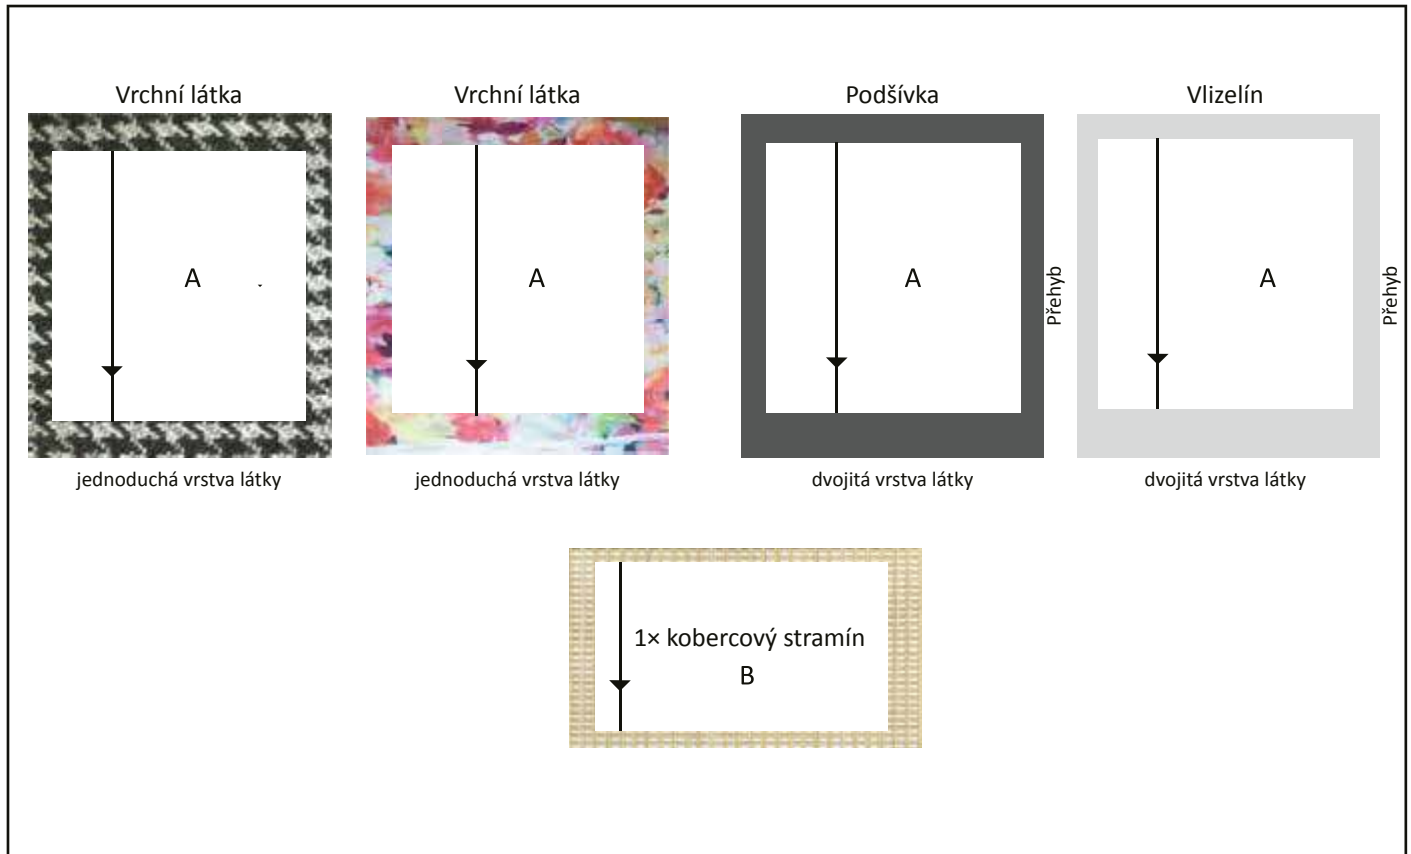 Vrchní látka
Vrchní látka
Podšívka
Vlizelín
A
A
A
Přehyb
A
Přehyb
jednoduchá vrstva látky
jednoduchá vrstva látky
dvojitá vrstva látky
dvojitá vrstva látky
1× kobercový stramín
B